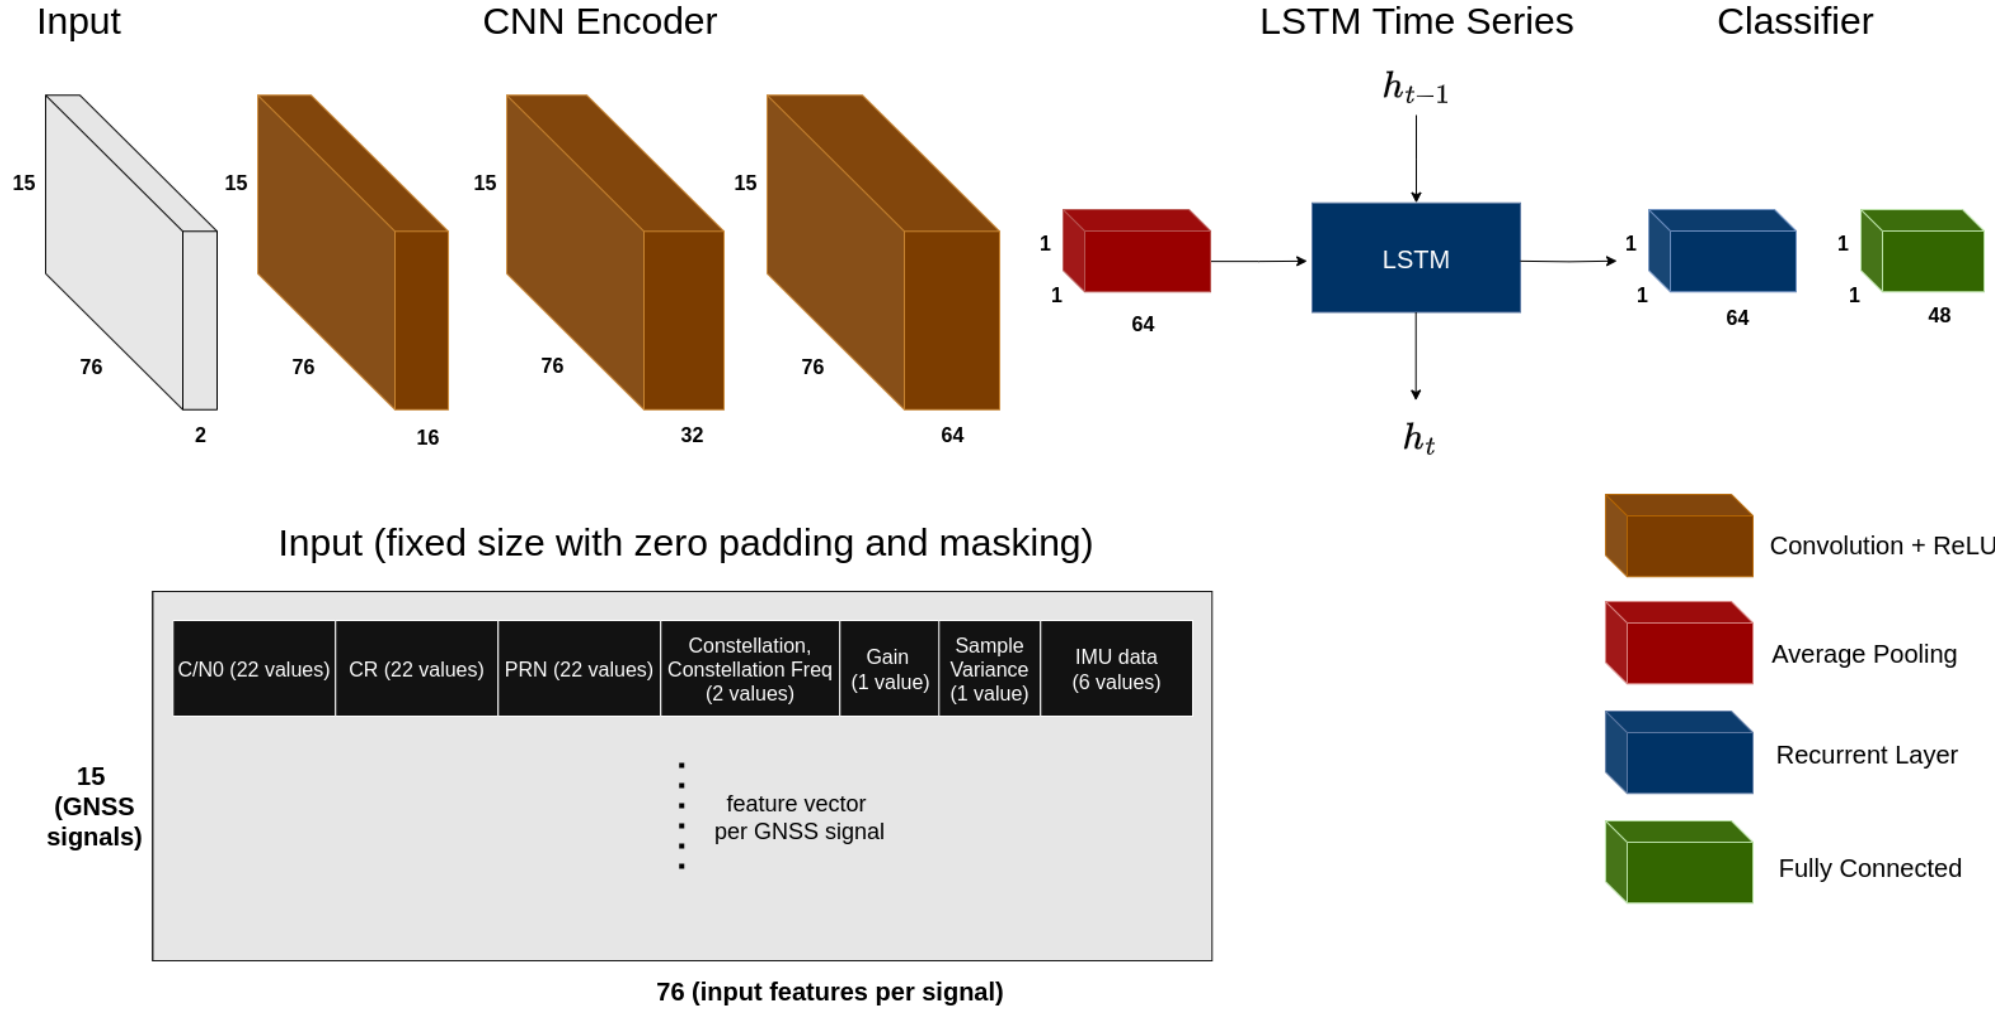 Input
CNN Encoder
LSTM Time Series
Classifier
15
76
2
15
76
16
15
76
32
15
76
64
1
1
64
h_{t-1}
LSTM
h_t
1
1
64
1
1
48
Input (fixed size with zero padding and masking)
C/N0 (22 values)
CR (22 values)
PRN (22 values)
Constellation,
Constellation Freq
(2 values)
Gain
(1 value)
Sample
Variance
(1 value)
IMU data
(6 values)
feature vector
per GNSS signal
15
(GNSS
signals)
76 (input features per signal)
Convolution + ReLU
Average Pooling
Recurrent Layer
Fully Connected